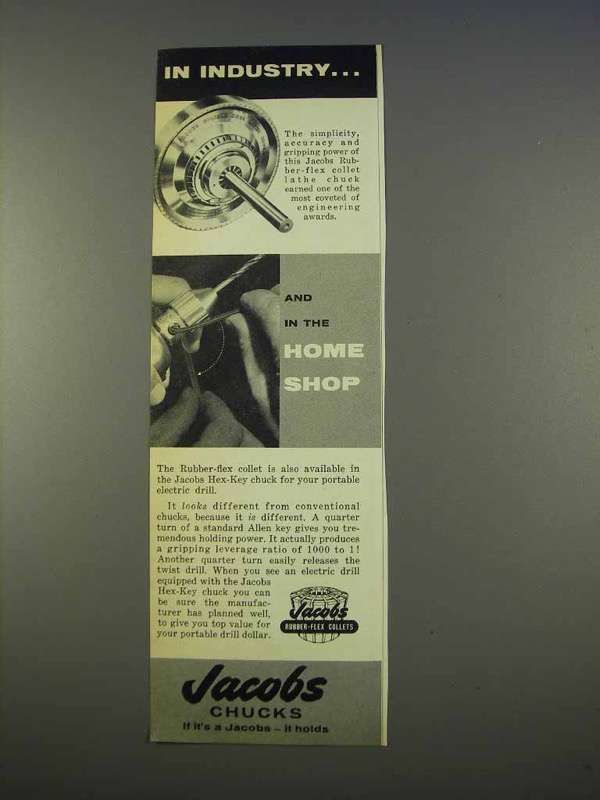 IN INDUSTRY...
The simplicity,
accuracy and
gripping power of
this Jacobs Rub-
ber-flex collet
lathe chuck
earned one of the
most coveted of
engineering
awards.
AND
IN THE
HOME
SHOP
The Rubber-flex collet is also available in
the Jacobs Hex-Key chuck for your portable
electric drill.
It looks different from conventional
chucks, because it is different. A quarter
turn of a standard Allen key gives you tre-
mendous holding power. It actually produces
a gripping leverage ratio of 1000 to 1!
Another quarter turn easily releases the
twist drill. When you see an electric drill
equipped with the Jacobs
Hex-Key chuck you can
be sure the manufac-
turer has planned well,
to give you top value for
your portable drill dollar.
Jacobs
RUBBER-FLEX COLLETS
Jacobs
CHUCKS
If it's a Jacobs – it holds